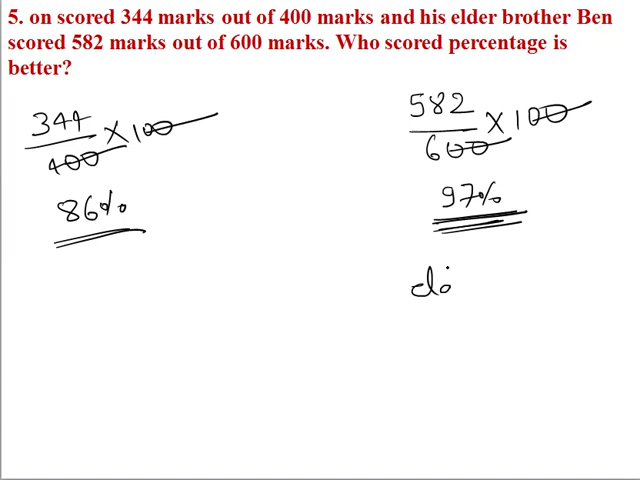 5. on scored 344 marks out of 400 marks and his elder brother Ben
scored 582 marks out of 600 marks. Who scored percentage is
better?
344/400 × 100
582/600 × 100
86%
97%